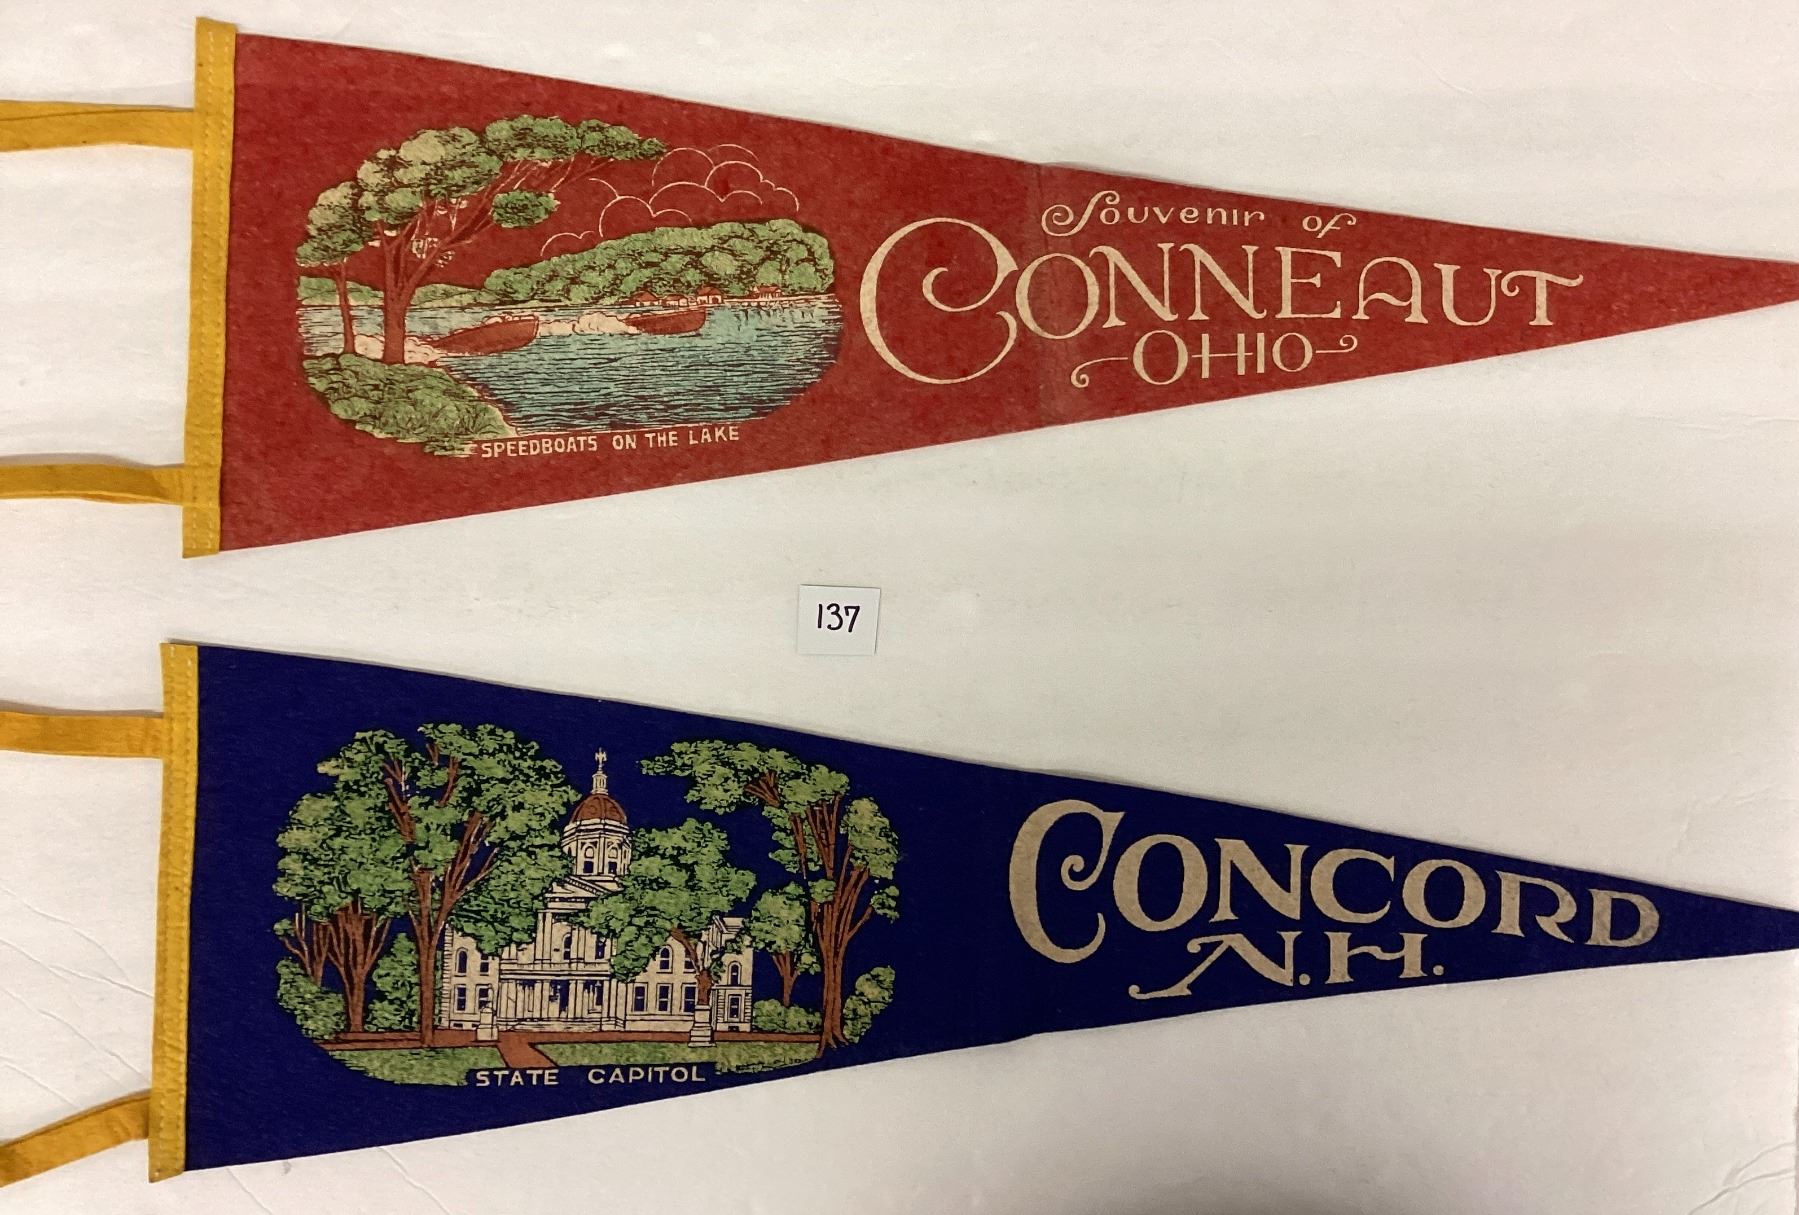 Souvenir of
CONNEAUT
OHIO
SPEEDBOATS ON THE LAKE
137
CONCORD
N.H.
STATE CAPITOL